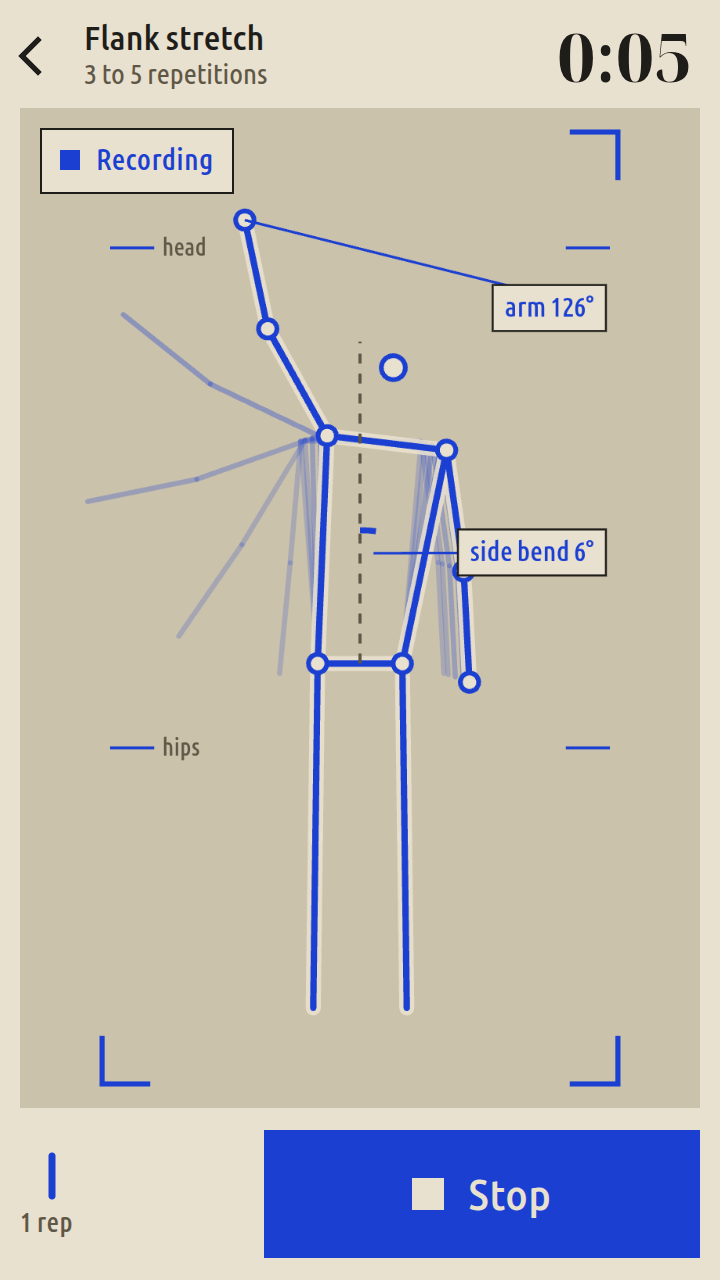 Flank stretch
3 to 5 repetitions
0:05
Recording
head
arm 126°
side bend 6°
hips
1 rep
Stop